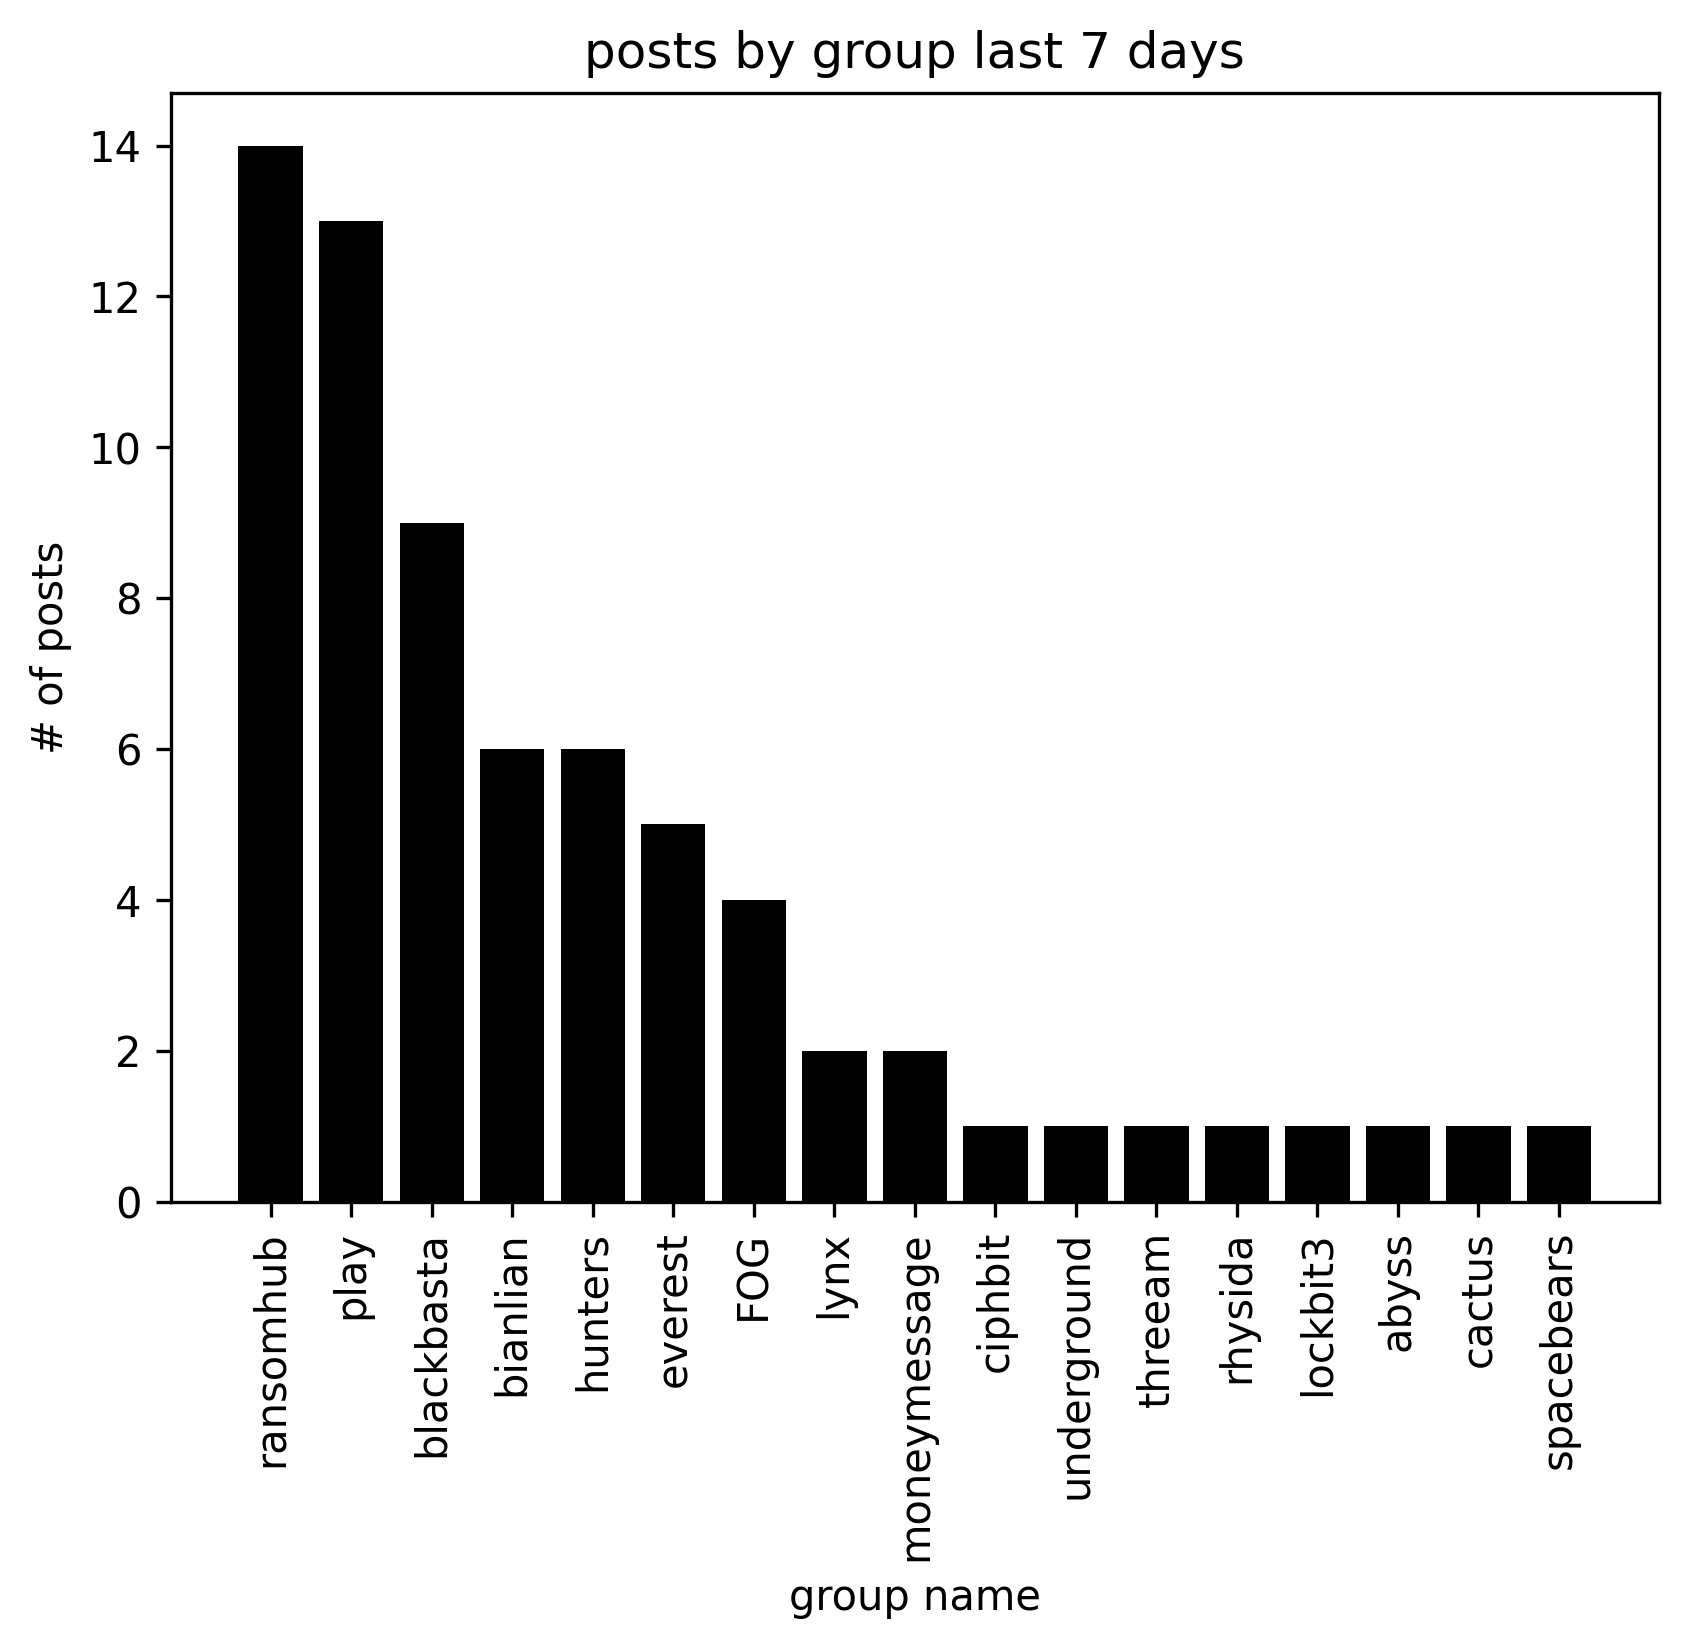 posts by group last 7 days
14
12
10
8
6
4
2
0
# of posts
ransomhub
play
blackbasta
bianlian
hunters
everest
FOG
lynx
moneymessage
ciphbit
underground
threeam
rhysida
lockbit3
abyss
cactus
spacebears
group name